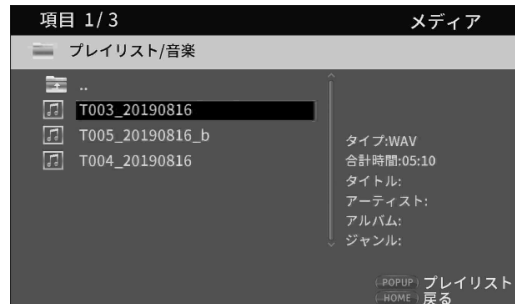 項目 1/3
メディア
プレイリスト/音楽
..
T003_20190816
T005_20190816_b
T004_20190816
タイプ:WAV
合計時間:05:10
タイトル:
アーティスト:
アルバム:
ジャンル:
POPUP プレイリスト
HOME 戻る